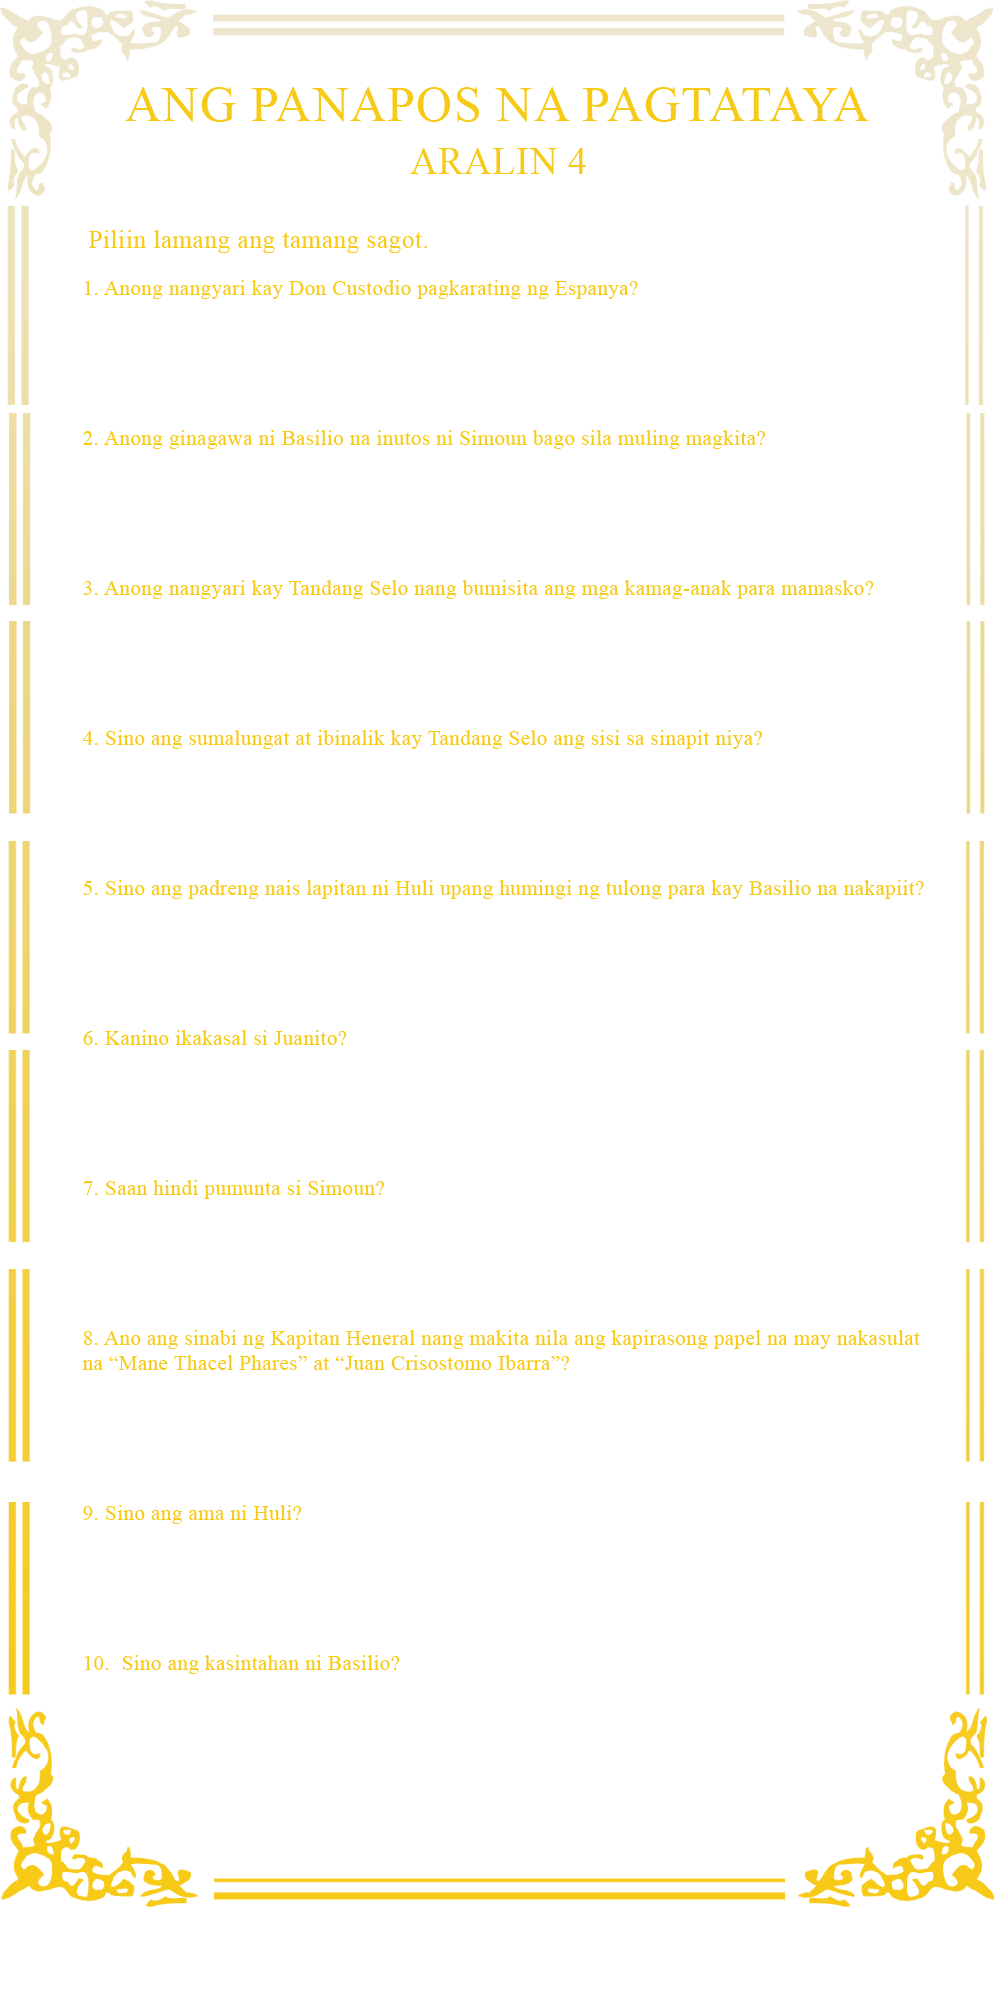 ANG PANAPOS NA PAGTATAYA
ARALIN 4
Piliin lamang ang tamang sagot.
1. Anong nangyari kay Don Custodio pagkarating ng Espanya?
2. Anong ginagawa ni Basilio na inutos ni Simoun bago sila muling magkita?
3. Anong nangyari kay Tandang Selo nang bumisita ang mga kamag-anak para mamasko?
4. Sino ang sumalungat at ibinalik kay Tandang Selo ang sisi sa sinapit niya?
5. Sino ang padreng nais lapitan ni Huli upang humingi ng tulong para kay Basilio na nakapiit?
6. Kanino ikakasal si Juanito?
7. Saan hindi pumunta si Simoun?
8. Ano ang sinabi ng Kapitan Heneral nang makita nila ang kapirasong papel na may nakasulat
na “Mane Thacel Phares” at “Juan Crisostomo Ibarra”?
9. Sino ang ama ni Huli?
10.  Sino ang kasintahan ni Basilio?